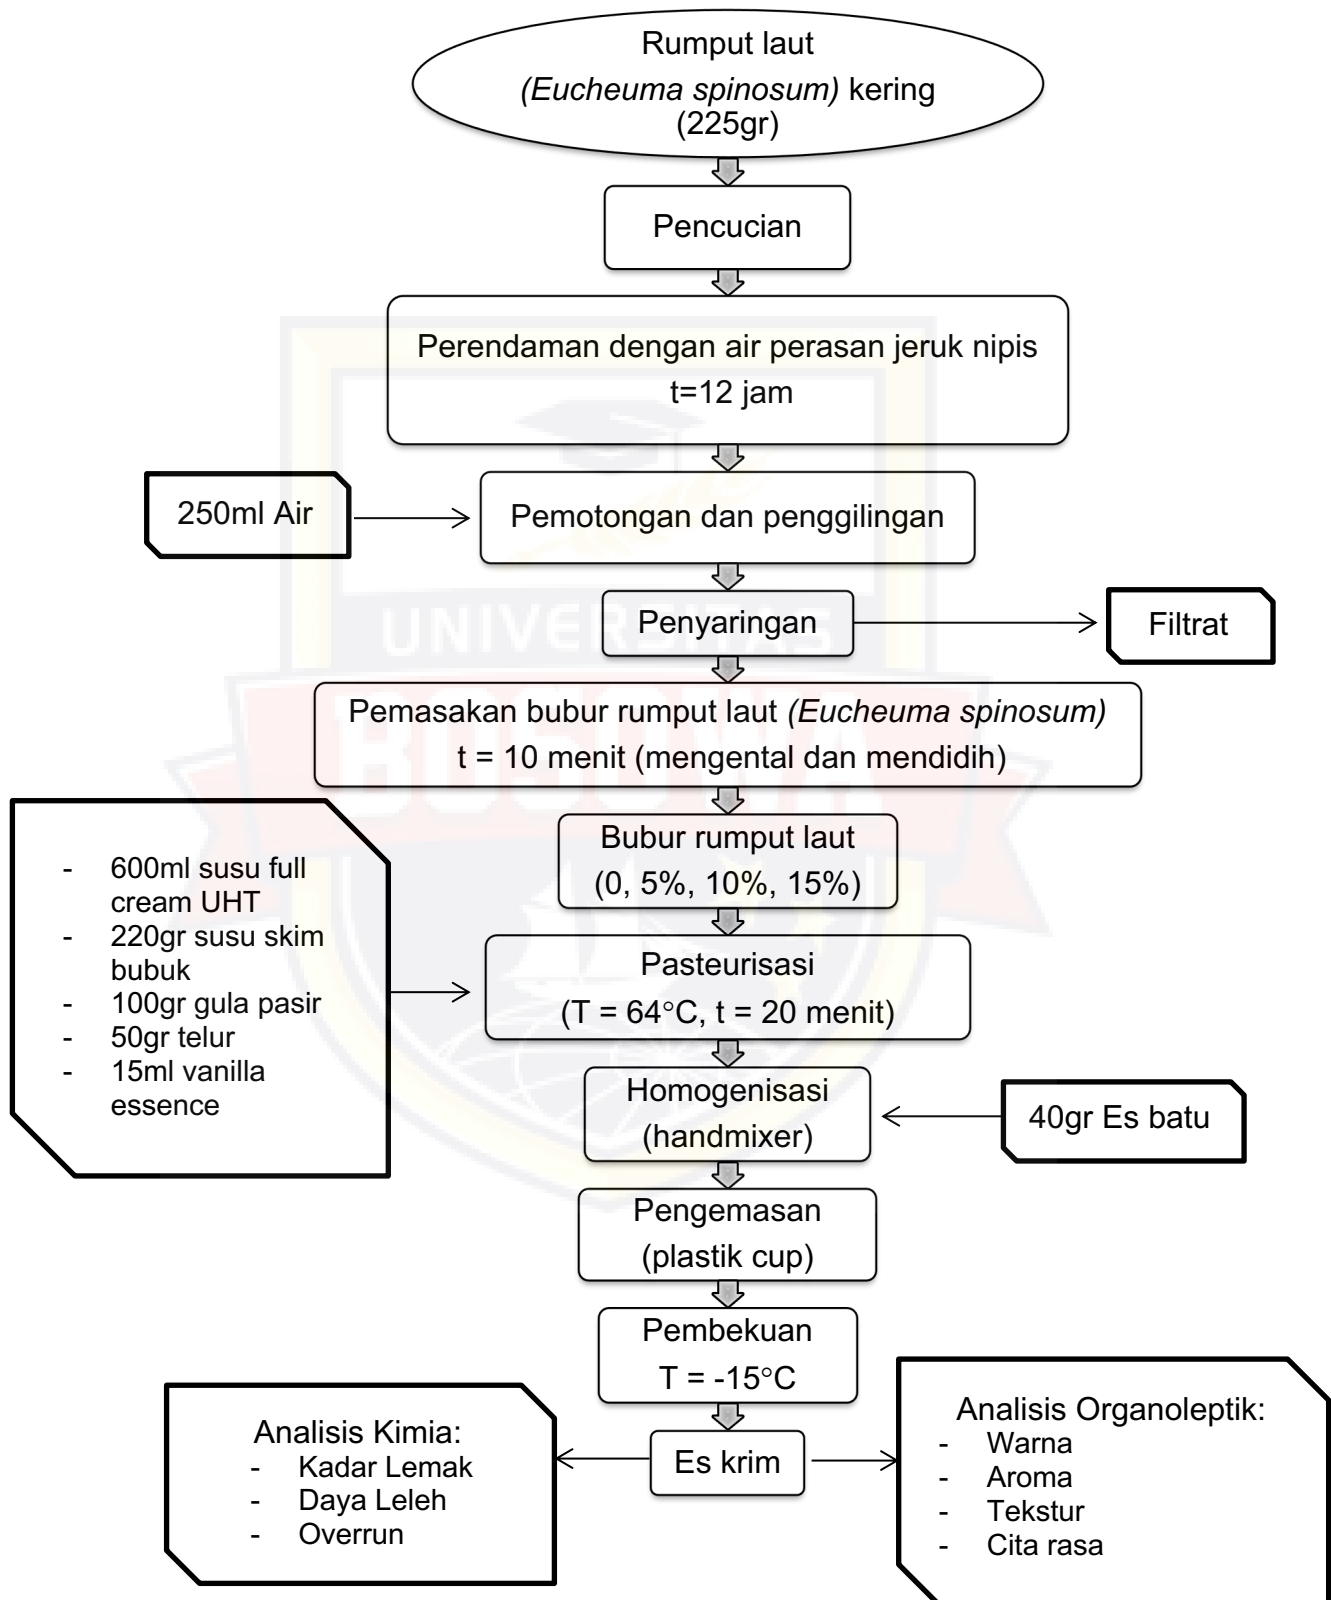 Rumput laut
(Eucheuma spinosum) kering
(225gr)
Pencucian
Perendaman dengan air perasan jeruk nipis
t=12 jam
250ml Air
Pemotongan dan penggilingan
Penyaringan
Filtrat
UNIVERSITAS
Pemasakan bubur rumput laut (Eucheuma spinosum)
t = 10 menit (mengental dan mendidih)
BOSOWA
Bubur rumput laut
(0, 5%, 10%, 15%)
- 600ml susu full
cream UHT
- 220gr susu skim
bubuk
- 100gr gula pasir
- 50gr telur
- 15ml vanilla
essence
Pasteurisasi
(T = 64°C, t = 20 menit)
Homogenisasi
(handmixer)
40gr Es batu
Pengemasan
(plastik cup)
Pembekuan
T = -15°C
Es krim
Analisis Kimia:
- Kadar Lemak
- Daya Leleh
- Overrun
Analisis Organoleptik:
- Warna
- Aroma
- Tekstur
- Cita rasa